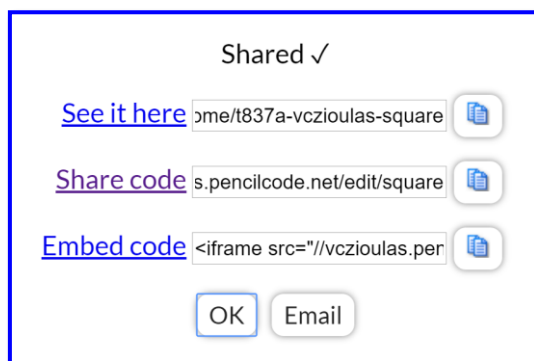 Shared ✓
See it here ome/t837a-vczioulas-square
Share code s.pencilcode.net/edit/square
Embed code <iframe src="//vczioulas.pen
OK Email